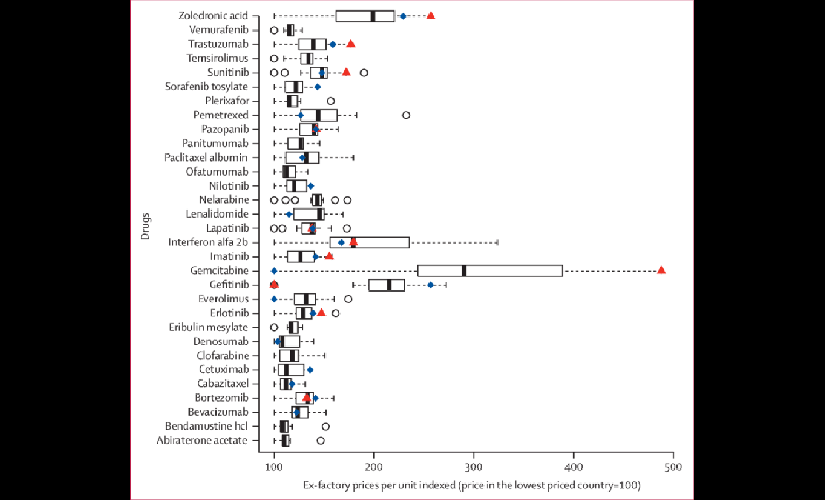 Zoledronic acid
Vemurafenib
Trastuzumab
Temsirolimus
Sunitinib
Sorafenib tosylate
Plerixafor
Pemetrexed
Pazopanib
Panitumumab
Paclitaxel albumin
Ofatumumab
Nilotinib
Nelarabine
Lenalidomide
Lapatinib
Interferon alfa 2b
Imatinib
Gemcitabine
Gefitinib
Everolimus
Erlotinib
Eribulin mesylate
Denosumab
Clofarabine
Cetuximab
Cabazitaxel
Bortezomib
Bevacizumab
Bendamustine hcl
Abiraterone acetate
Drugs
100 200 300 400 500
Ex-factory prices per unit indexed (price in the lowest priced country=100)